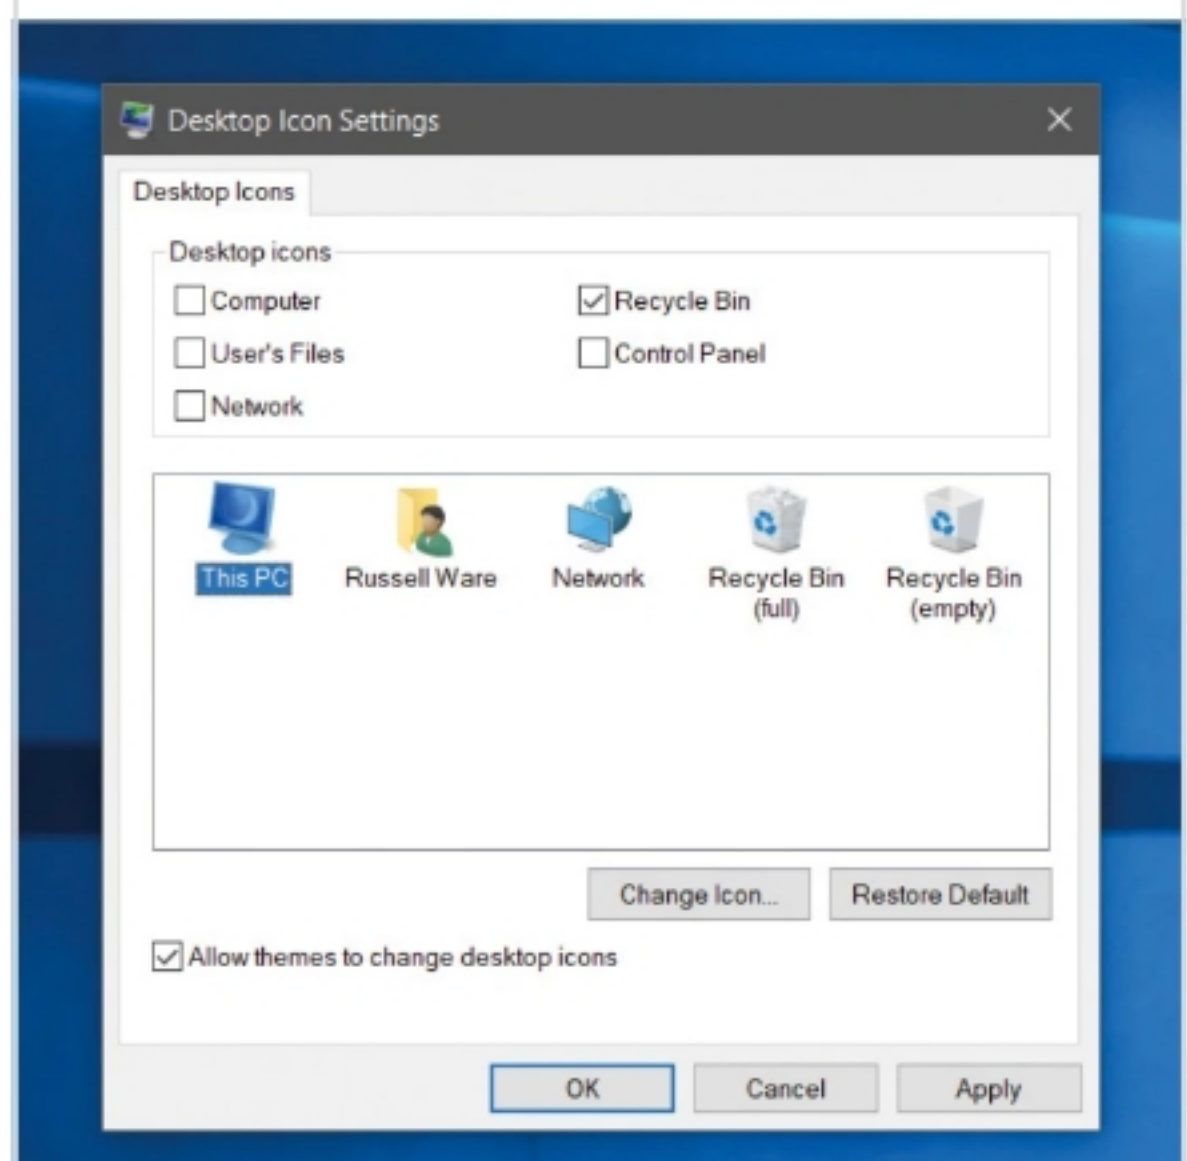 Desktop Icon Settings
Desktop Icons
Desktop icons
Computer
Recycle Bin
User's Files
Control Panel
Network
This PC
Russell Ware
Network
Recycle Bin
(full)
Recycle Bin
(empty)
Change Icon...
Restore Default
Allow themes to change desktop icons
OK
Cancel
Apply